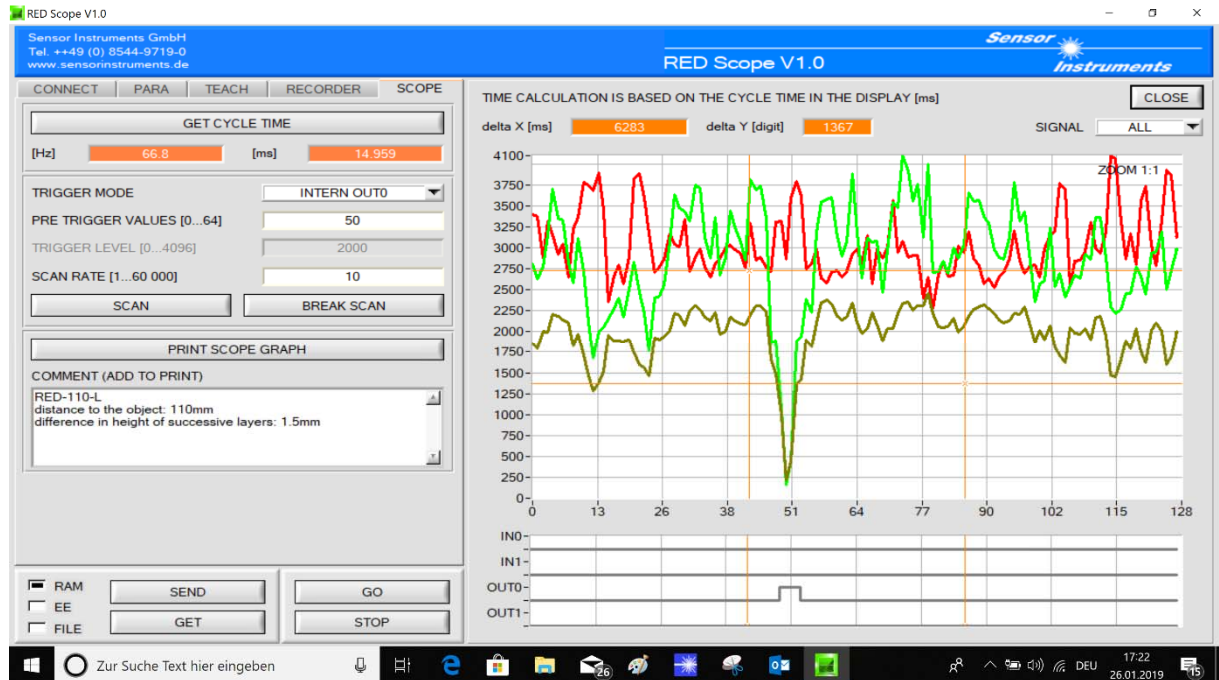 RED Scope V1.0
Sensor Instruments GmbH
Tel. ++49 (0) 8544-9719-0
www.sensorinstruments.de
RED Scope V1.0
Sensor
Instruments
CONNECT PARA TEACH RECORDER SCOPE
GET CYCLE TIME
[Hz] 66.8 [ms] 14.959
TRIGGER MODE INTERN OUT0
PRE TRIGGER VALUES [0...64] 50
TRIGGER LEVEL [0...4096] 2000
SCAN RATE [1...60 000] 10
SCAN BREAK SCAN
PRINT SCOPE GRAPH
COMMENT (ADD TO PRINT)
RED-110-L
distance to the object: 110mm
difference in height of successive layers: 1.5mm
RAM
EE
FILE
SEND GO
GET STOP
TIME CALCULATION IS BASED ON THE CYCLE TIME IN THE DISPLAY [ms]
CLOSE
delta X [ms] 6283 delta Y [digit] 1367 SIGNAL ALL
ZOOM 1:1
4100-
3750-
3500-
3250-
3000-
2750-
2500-
2250-
2000-
1750-
1500-
1250-
1000-
750-
500-
250-
0-
0 13 26 38 51 64 77 90 102 115 128
IN0-
IN1-
OUT0-
OUT1-
Zur Suche Text hier eingeben
26
DEU
17:22
26.01.2019
15